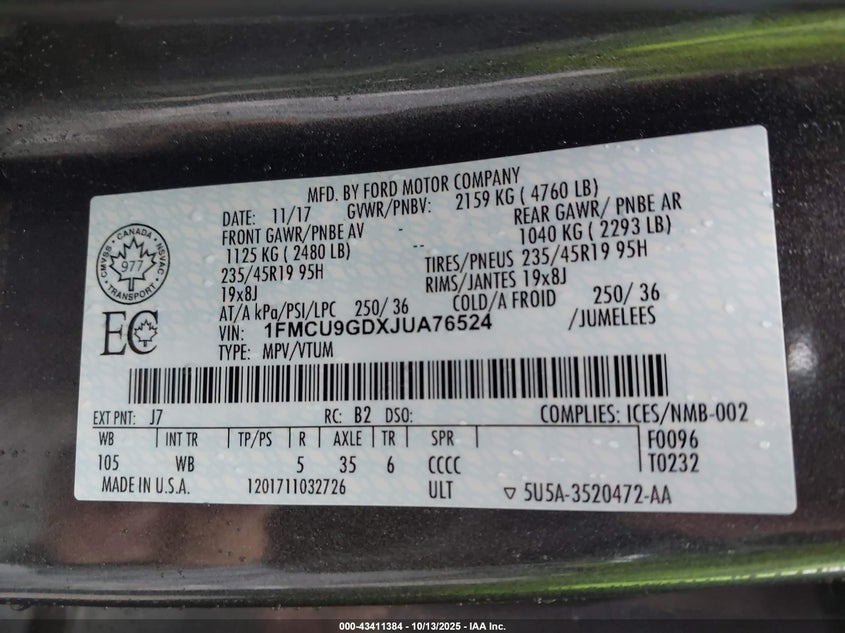 MFD. BY FORD MOTOR COMPANY
DATE: 11/17 GVWR/PNBV: 2159 KG ( 4760 LB)
FRONT GAWR/PNBE AV - REAR GAWR/ PNBE AR
1125 KG ( 2480 LB) -- 1040 KG ( 2293 LB)
235/45R19 95H TIRES/PNEUS 235/45R19 95H
19x8J RIMS/JANTES 19x8J
AT/A kPa/PSI/LPC 250/ 36 COLD/A FROID 250/ 36
VIN: 1FMCU9GDXJUA76524 /JUMELEES
TYPE: MPV/VTUM
CMVSS · CANADA · NSVAC
977
· TRANSPORT ·
EC
EXT PNT: J7 RC: B2 DSO: COMPLIES: ICES/NMB-002
WB INT TR TP/PS R AXLE TR SPR F0096
105 WB 5 35 6 CCCC T0232
MADE IN U.S.A. 1201711032726 ULT ▽ 5U5A-3520472-AA
000-43411384 | 10/13/2025 - IAA Inc.